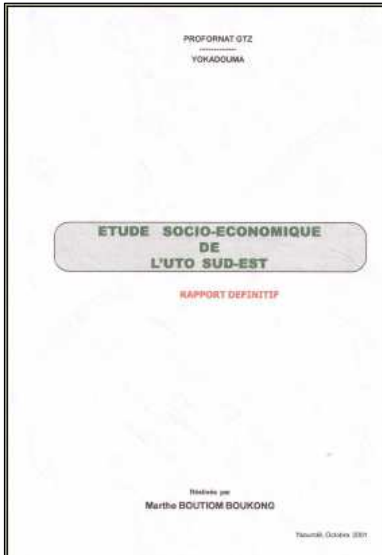 PROFORNAT GTZ
YOKADOUMA
ETUDE SOCIO-ECONOMIQUE
DE
L'UTO SUD-EST
RAPPORT DEFINITIF
Réalisée par
Marthe BOUTIOM BOUKONG
Yaoundé, Octobre 2001